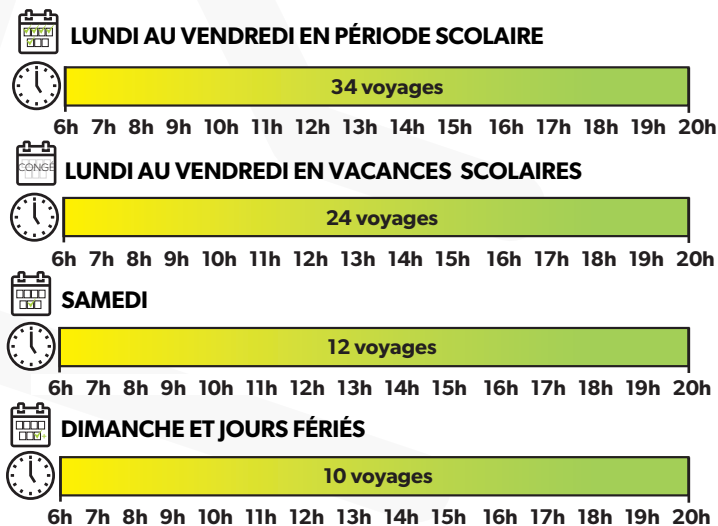 LUNDI AU VENDREDI EN PÉRIODE SCOLAIRE
34 voyages
6h 7h 8h 9h 10h 11h 12h 13h 14h 15h 16h 17h 18h 19h 20h
CONGÉ
LUNDI AU VENDREDI EN VACANCES SCOLAIRES
24 voyages
6h 7h 8h 9h 10h 11h 12h 13h 14h 15h 16h 17h 18h 19h 20h
SAMEDI
12 voyages
6h 7h 8h 9h 10h 11h 12h 13h 14h 15h 16h 17h 18h 19h 20h
DIMANCHE ET JOURS FÉRIÉS
10 voyages
6h 7h 8h 9h 10h 11h 12h 13h 14h 15h 16h 17h 18h 19h 20h